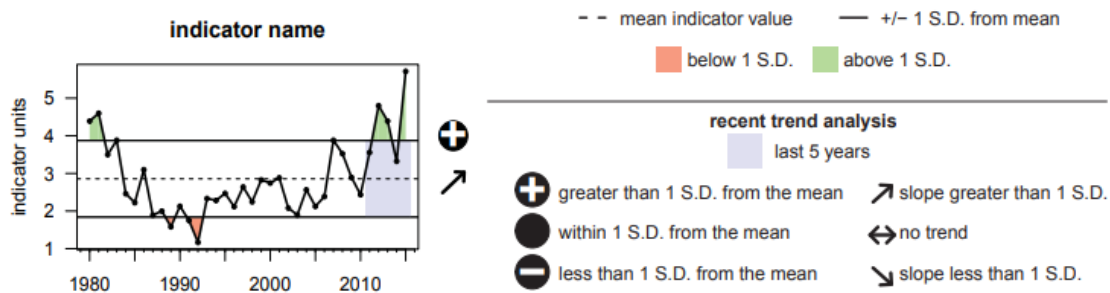 indicator name
indicator units
5
4
3
2
1
1980
1990
2000
2010
mean indicator value
+/− 1 S.D. from mean
below 1 S.D.
above 1 S.D.
recent trend analysis
last 5 years
greater than 1 S.D. from the mean
slope greater than 1 S.D.
within 1 S.D. from the mean
no trend
less than 1 S.D. from the mean
slope less than 1 S.D.